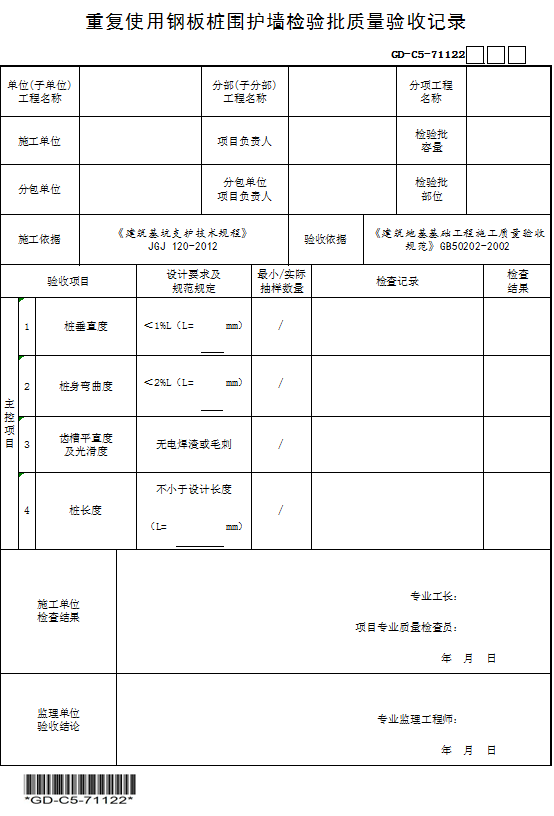 重复使用钢板桩围护墙检验批质量验收记录
GD-C5-71122
单位(子单位)
工程名称
分部(子分部)
工程名称
分项工程
名称
施工单位
项目负责人
检验批
容量
分包单位
分包单位
项目负责人
检验批
部位
施工依据
《建筑基坑支护技术规程》
JGJ 120-2012
验收依据
《建筑地基基础工程施工质量验收
规范》GB50202-2002
验收项目
设计要求及
规范规定
最小/实际
抽样数量
检查记录
检查
结果
主控项目
1
桩垂直度
＜1%L（L= mm）
/
2
桩身弯曲度
＜2%L（L= mm）
/
3
齿槽平直度
及光滑度
无电焊渣或毛刺
/
4
桩长度
不小于设计长度
（L= mm）
/
施工单位
检查结果
专业工长：
项目专业质量检查员：
年 月 日
监理单位
验收结论
专业监理工程师：
年 月 日
*GD-C5-71122*